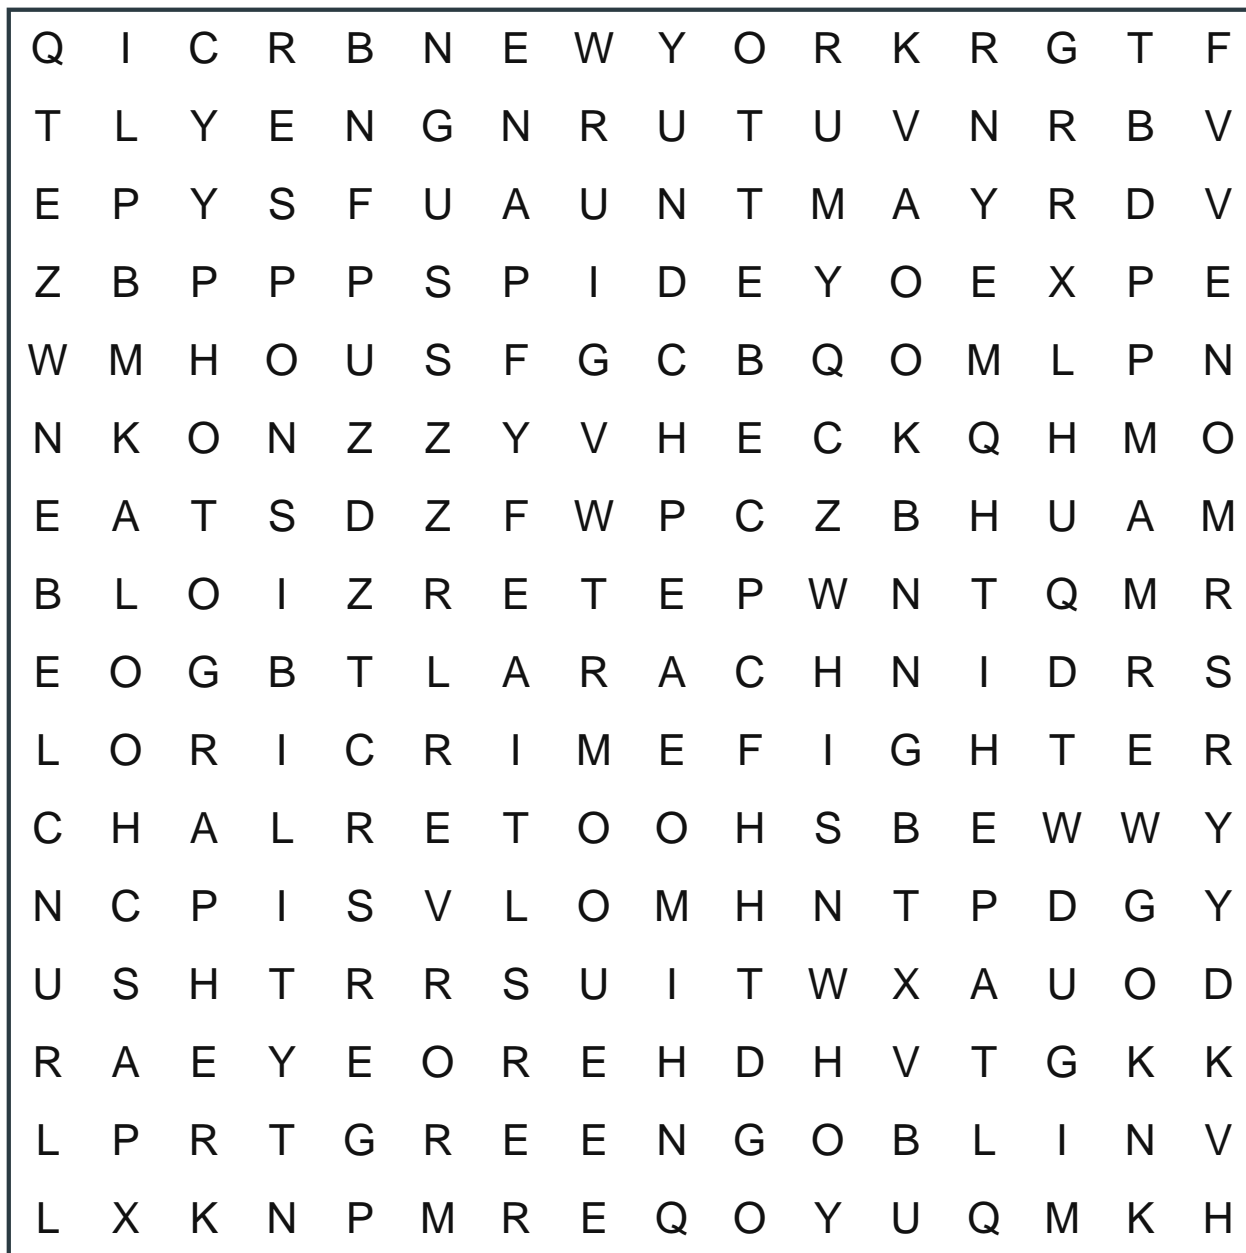 Q I C R B N E W Y O R K R G T F
T L Y E N G N R U T U V N R B V
E P Y S F U A U N T M A Y R D V
Z B P P P S P I D E Y O E X P E
W M H O U S F G C B Q O M L P N
N K O N Z Z Y V H E C K Q H M O
E A T S D Z F W P C Z B H U A M
B L O I Z R E T E P W N T Q M R
E O G B T L A R A C H N I D R S
L O R I C R I M E F I G H T E R
C H A L R E T O O H S B E W W Y
N C P I S V L O M H N T P D G Y
U S H T R R S U I T W X A U O D
R A E Y E O R E H D H V T G K K
L P R T G R E E N G O B L I N V
L X K N P M R E Q O Y U Q M K H